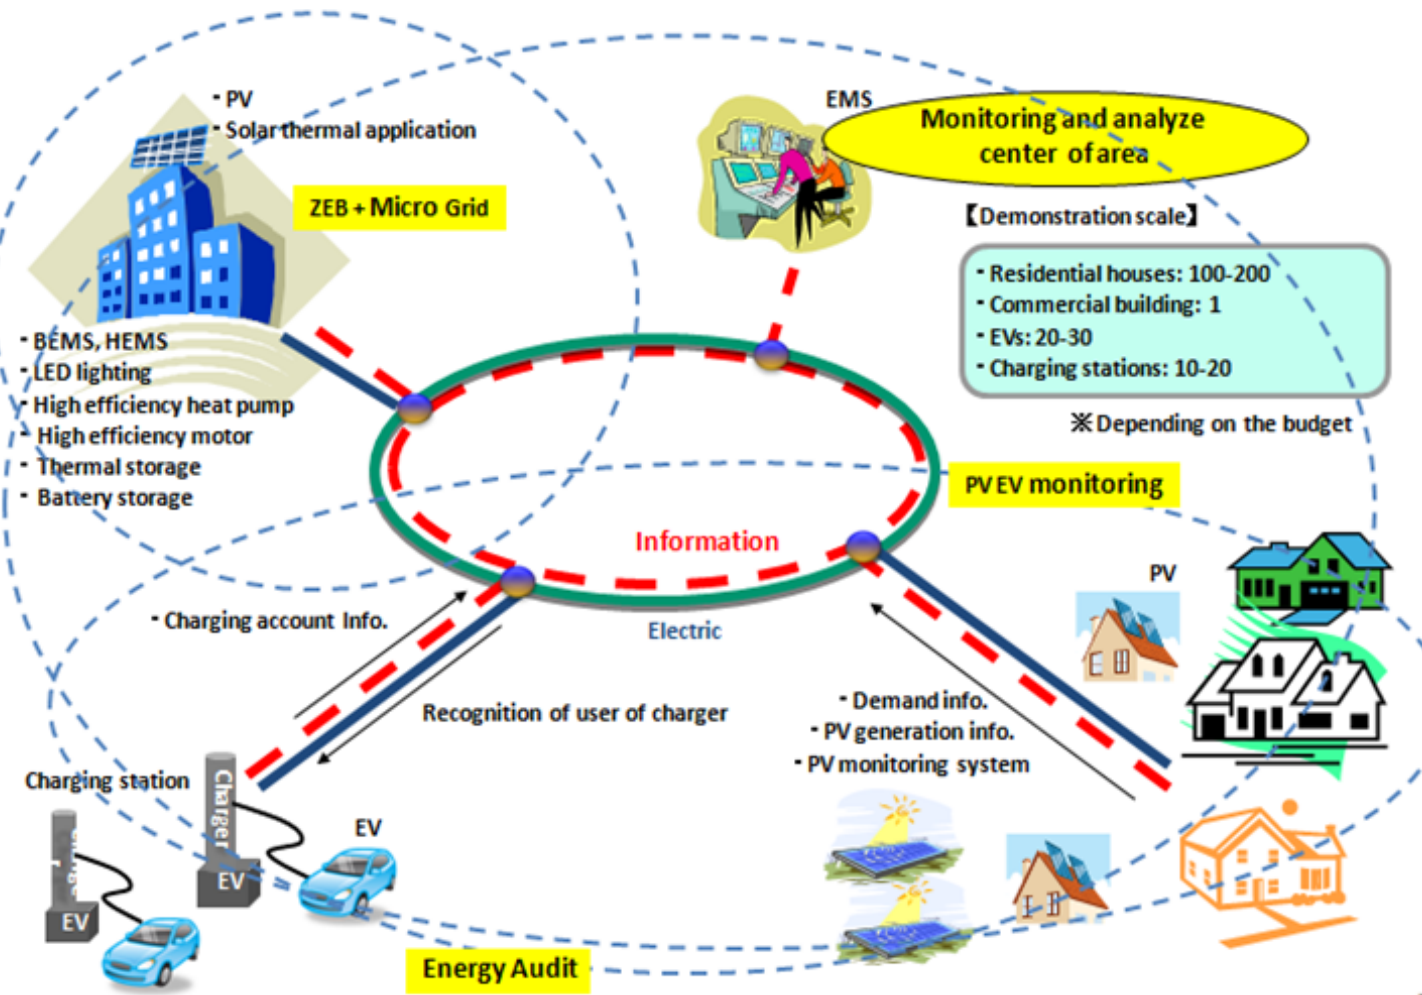 - PV
- Solar thermal application
ZEB + Micro Grid
EMS
Monitoring and analyze
center of area
【Demonstration scale】
- Residential houses: 100-200
- Commercial building: 1
- EVs: 20-30
- Charging stations: 10-20
※ Depending on the budget
- BEMS, HEMS
- LED lighting
- High efficiency heat pump
- High efficiency motor
- Thermal storage
- Battery storage
PV EV monitoring
Information
Electric
PV
- Charging account Info.
Recognition of user of charger
- Demand info.
- PV generation info.
- PV monitoring system
Charging station
Charger
EV
EV
EV
Energy Audit